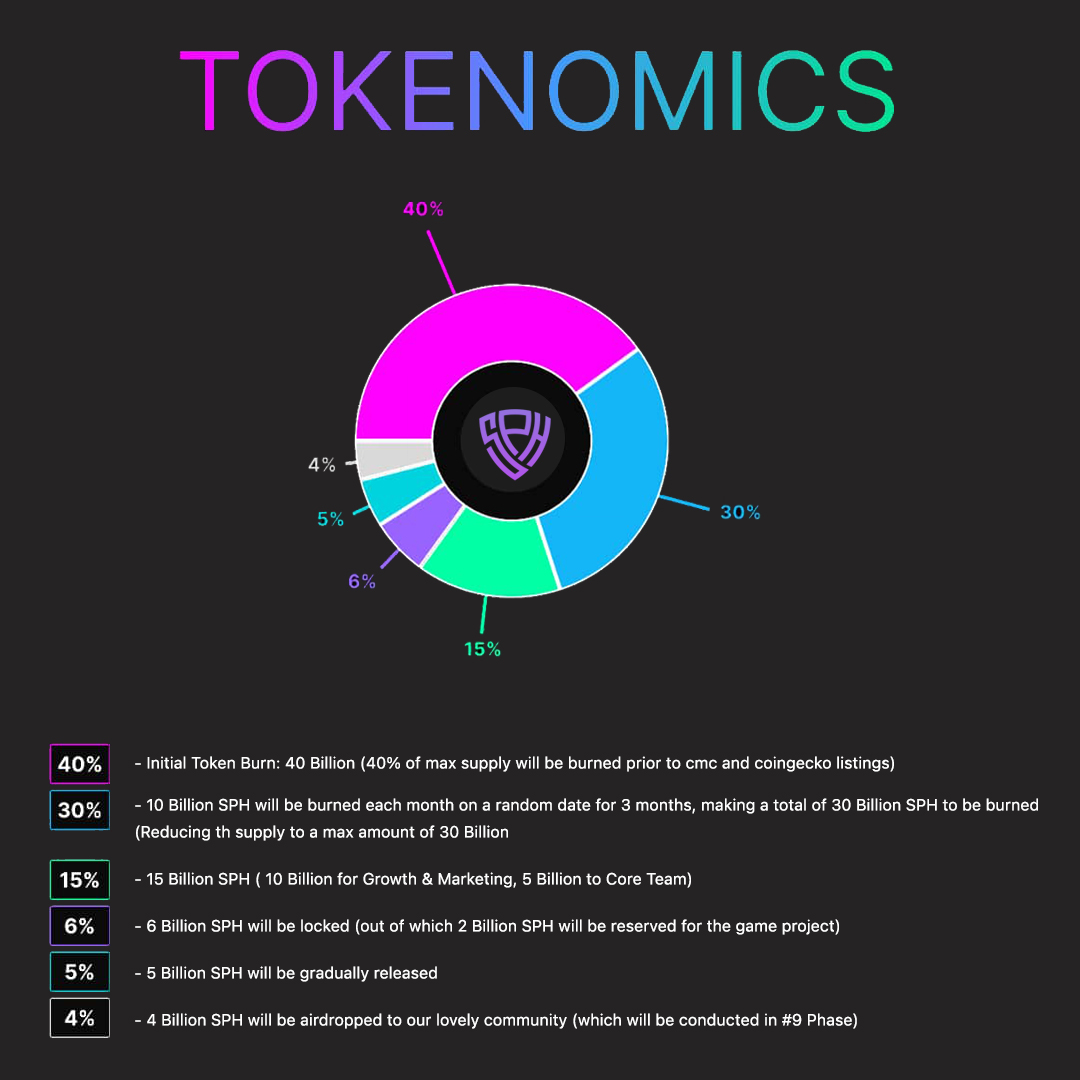 TOKENOMICS
40%
30%
4%
5%
6%
15%
SPH
40% - Initial Token Burn: 40 Billion (40% of max supply will be burned prior to cmc and coingecko listings)
30% - 10 Billion SPH will be burned each month on a random date for 3 months, making a total of 30 Billion SPH to be burned
(Reducing th supply to a max amount of 30 Billion
15% - 15 Billion SPH ( 10 Billion for Growth & Marketing, 5 Billion to Core Team)
6% - 6 Billion SPH will be locked (out of which 2 Billion SPH will be reserved for the game project)
5% - 5 Billion SPH will be gradually released
4% - 4 Billion SPH will be airdropped to our lovely community (which will be conducted in #9 Phase)